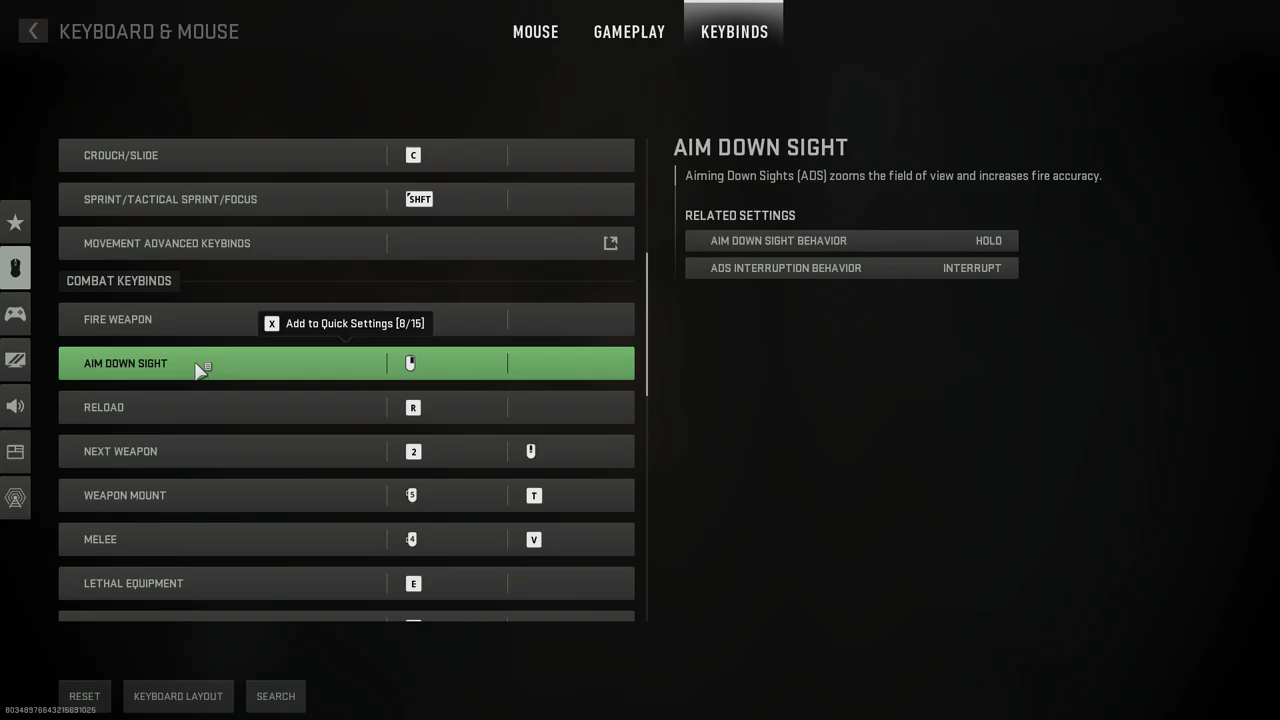 KEYBOARD & MOUSE
MOUSE
GAMEPLAY
KEYBINDS
CROUCH/SLIDE C
SPRINT/TACTICAL SPRINT/FOCUS SHFT
MOVEMENT ADVANCED KEYBINDS
COMBAT KEYBINDS
FIRE WEAPON
X Add to Quick Settings [8/15]
AIM DOWN SIGHT
RELOAD R
NEXT WEAPON 2
WEAPON MOUNT 5 T
MELEE 4 V
LETHAL EQUIPMENT E
AIM DOWN SIGHT
Aiming Down Sights (ADS) zooms the field of view and increases fire accuracy.
RELATED SETTINGS
AIM DOWN SIGHT BEHAVIOR HOLD
ADS INTERRUPTION BEHAVIOR INTERRUPT
RESET
KEYBOARD LAYOUT
SEARCH